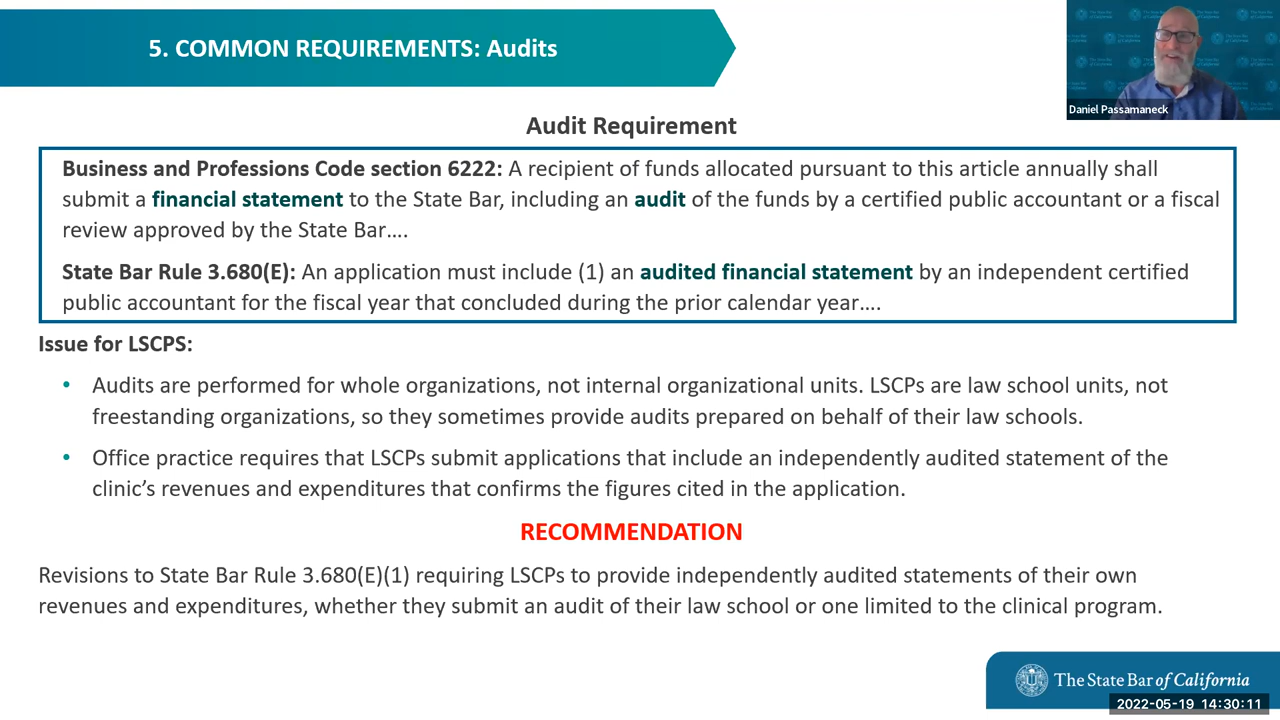 5. COMMON REQUIREMENTS: Audits
Daniel Passamaneck
Audit Requirement
Business and Professions Code section 6222: A recipient of funds allocated pursuant to this article annually shall
submit a financial statement to the State Bar, including an audit of the funds by a certified public accountant or a fiscal
review approved by the State Bar….
State Bar Rule 3.680(E): An application must include (1) an audited financial statement by an independent certified
public accountant for the fiscal year that concluded during the prior calendar year….
Issue for LSCPS:
• Audits are performed for whole organizations, not internal organizational units. LSCPs are law school units, not
freestanding organizations, so they sometimes provide audits prepared on behalf of their law schools.
• Office practice requires that LSCPs submit applications that include an independently audited statement of the
clinic’s revenues and expenditures that confirms the figures cited in the application.
RECOMMENDATION
Revisions to State Bar Rule 3.680(E)(1) requiring LSCPs to provide independently audited statements of their own
revenues and expenditures, whether they submit an audit of their law school or one limited to the clinical program.
The State Bar of California
2022-05-19 14:30:11